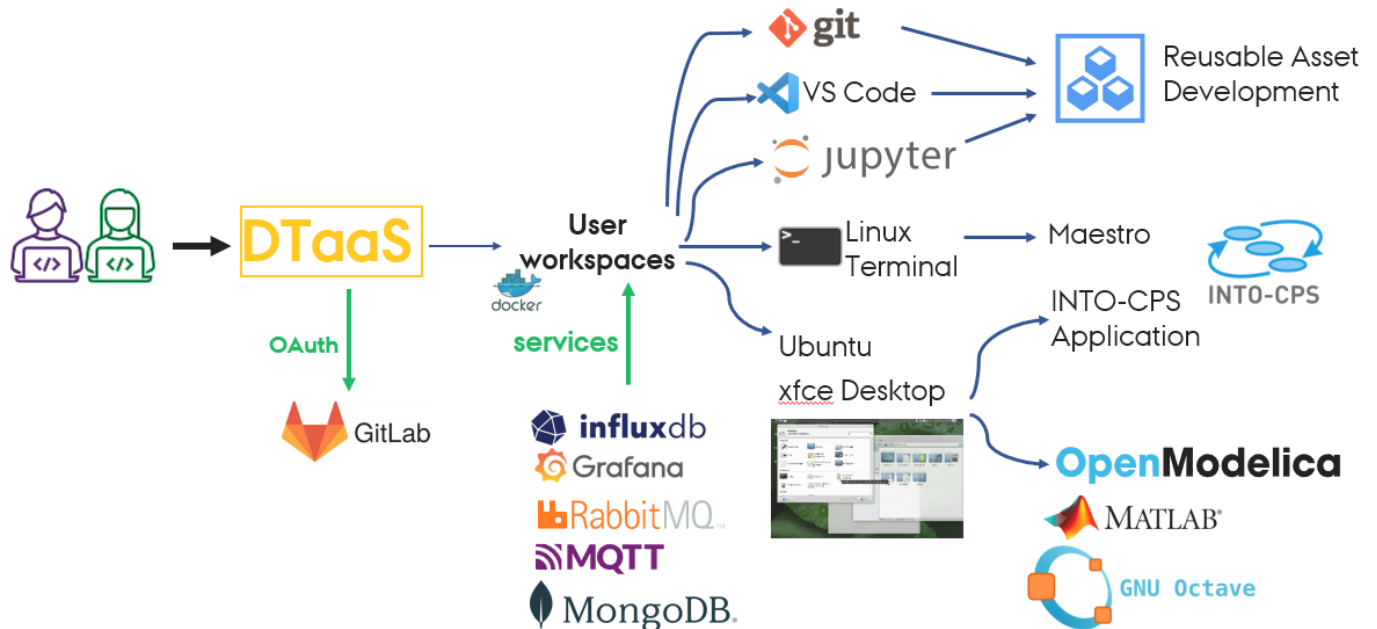 git
VS Code
Jupyter
Reusable Asset
Development
</>
</>
DTaaS
User
workspaces
docker
>_
Linux
Terminal
Maestro
INTO-CPS
INTO-CPS
Application
OAuth
services
Ubuntu
xfce Desktop
GitLab
influxdb
Grafana
RabbitMQ™
MQTT
MongoDB®
OpenModelica
MATLAB®
GNU Octave